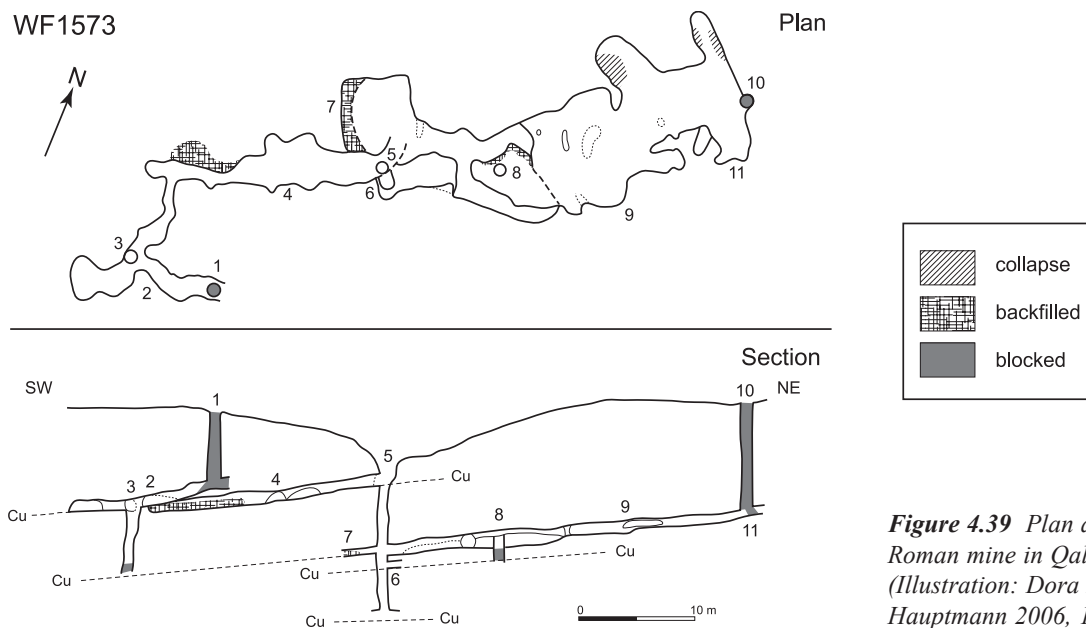 WF1573
Plan
N
10
7
5
8
6
11
4
9
3
1
2
collapse
backfilled
blocked
Section
SW
NE
1
10
5
Cu
3
2
4
Cu
8
9
7
11
Cu
Cu
6
Cu
Cu
Cu
0
10 m
Figure 4.39 Plan
Roman mine in
(Illustration: Dora
Hauptmann 2006,